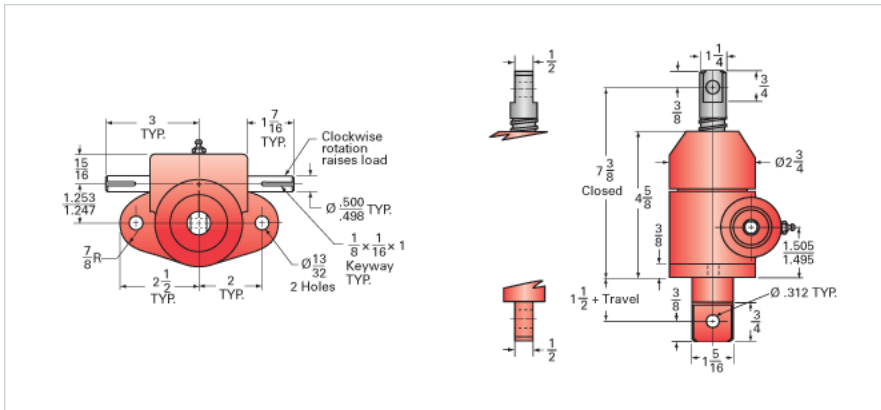 3
TYP.
1 7/16
TYP.
Clockwise
rotation
raises load
15/16
1.253
1.247
Ø .500
.498 TYP.
7/8 R
2 1/2
TYP.
2
TYP.
Ø 13/32
2 Holes
1/8 × 1/16 × 1
Keyway
TYP.
1/2
1 1/4
3/8
3/4
7 3/8
Closed
Ø2 3/4
4 5/8
3/8
1.505
1.495
1 1/2 + Travel
3/8
Ø .312 TYP.
3/4
1/2
1 5/16